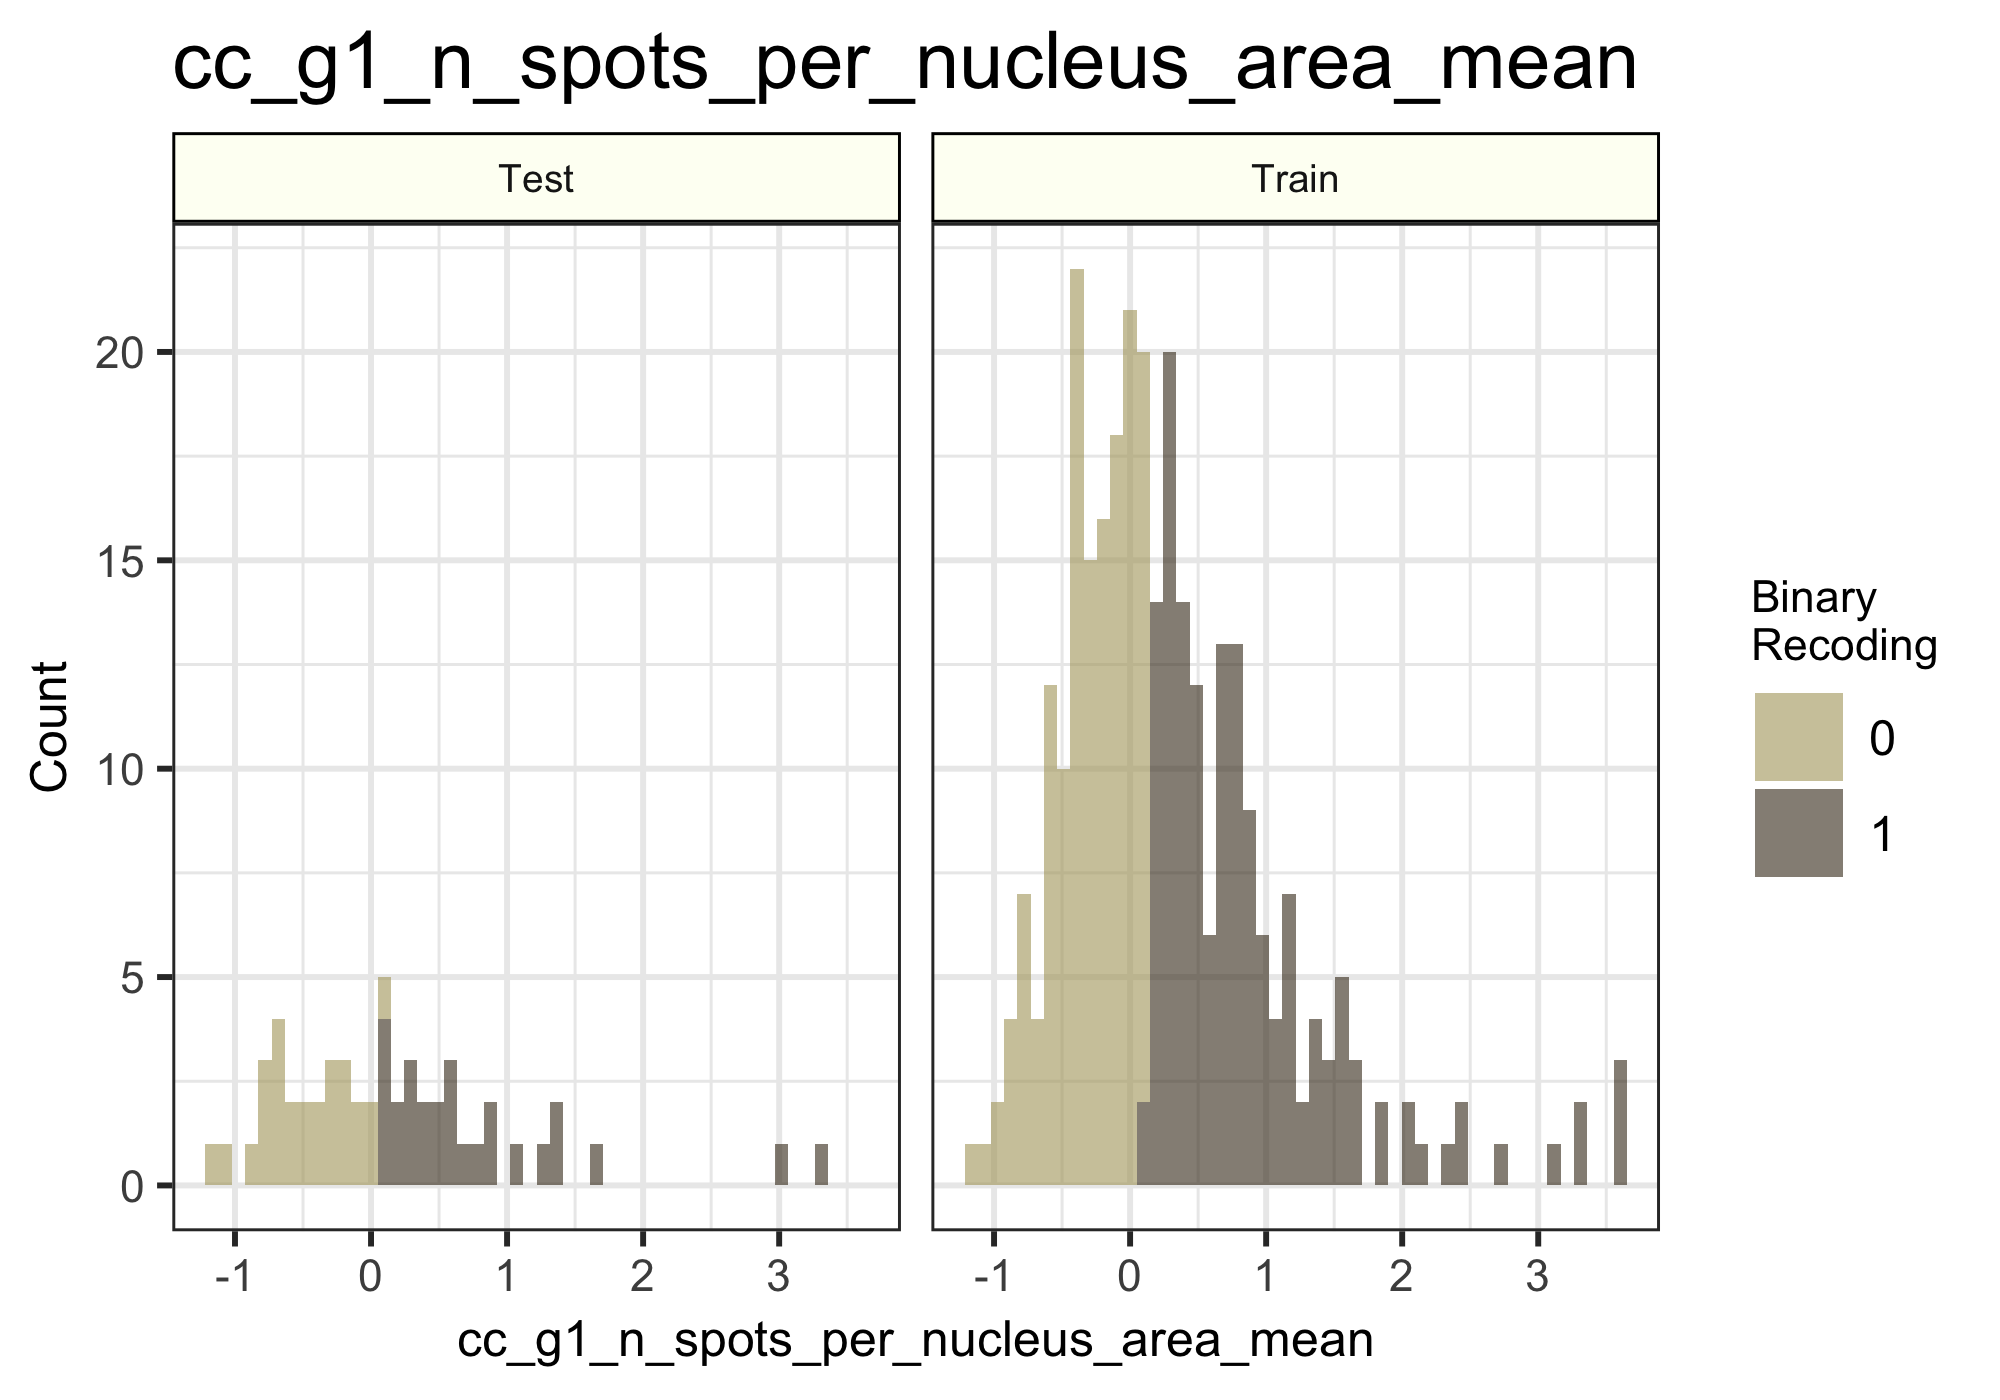 cc_g1_n_spots_per_nucleus_area_mean
Test
Train
20
15
10
5
0
Count
-1
0
1
2
3
-1
0
1
2
3
cc_g1_n_spots_per_nucleus_area_mean
Binary
Recoding
0
1